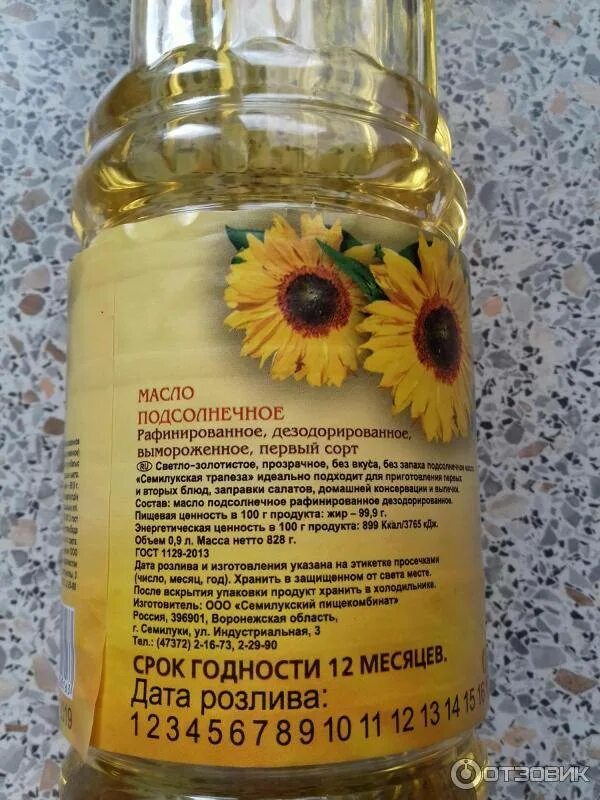 МАСЛО
ПОДСОЛНЕЧНОЕ
Рафинированное, дезодорированное,
вымороженное, первый сорт
RU Светло-золотистое, прозрачное, без вкуса, без запаха подсолнечное масло
«Семилукская трапеза» идеально подходит для приготовления первых
и вторых блюд, заправки салатов, домашней консервации и выпечки.
Состав: масло подсолнечное рафинированное дезодорированное.
Пищевая ценность в 100 г продукта: жир – 99,9 г.
Энергетическая ценность в 100 г продукта: 899 Ккал/3765 кДж.
Объем 0,9 л. Масса нетто 828 г.
ГОСТ 1129-2013
Дата розлива и изготовления указана на этикетке просечками
(число, месяц, год). Хранить в защищенном от света месте.
После вскрытия упаковки продукт хранить в холодильнике.
Изготовитель: ООО «Семилукский пищекомбинат»
Россия, 396901, Воронежская область,
г. Семилуки, ул. Индустриальная, 3
Тел.: (47372) 2-16-73, 2-29-90
СРОК ГОДНОСТИ 12 МЕСЯЦЕВ.
Дата розлива:
1 2 3 4 5 6 7 8 9 10 11 12 13 14 15 16
ОТЗОВИК